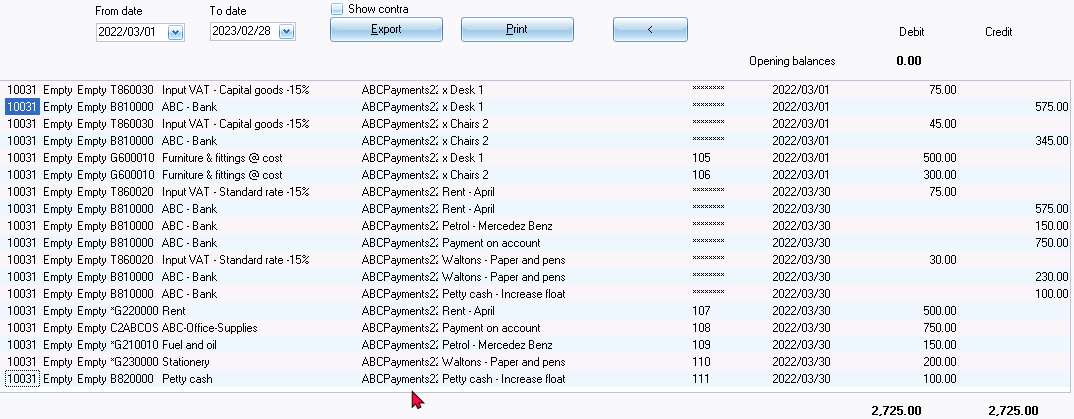 From date To date Show contra
2022/03/01 2023/02/28 Export Print < Debit Credit
Opening balances 0.00
10031 Empty Empty T860030 Input VAT - Capital goods -15% ABCPayments22 x Desk 1 ******** 2022/03/01 75.00
10031 Empty Empty B810000 ABC - Bank ABCPayments22 x Desk 1 ******** 2022/03/01 575.00
10031 Empty Empty T860030 Input VAT - Capital goods -15% ABCPayments22 x Chairs 2 ******** 2022/03/01 45.00
10031 Empty Empty B810000 ABC - Bank ABCPayments22 x Chairs 2 ******** 2022/03/01 345.00
10031 Empty Empty G600010 Furniture & fittings @ cost ABCPayments22 x Desk 1 105 2022/03/01 500.00
10031 Empty Empty G600010 Furniture & fittings @ cost ABCPayments22 x Chairs 2 106 2022/03/01 300.00
10031 Empty Empty T860020 Input VAT - Standard rate -15% ABCPayments22 Rent - April ******** 2022/03/30 75.00
10031 Empty Empty B810000 ABC - Bank ABCPayments22 Rent - April ******** 2022/03/30 575.00
10031 Empty Empty B810000 ABC - Bank ABCPayments22 Petrol - Mercedez Benz ******** 2022/03/30 150.00
10031 Empty Empty B810000 ABC - Bank ABCPayments22 Payment on account ******** 2022/03/30 750.00
10031 Empty Empty T860020 Input VAT - Standard rate -15% ABCPayments22 Waltons - Paper and pens ******** 2022/03/30 30.00
10031 Empty Empty B810000 ABC - Bank ABCPayments22 Waltons - Paper and pens ******** 2022/03/30 230.00
10031 Empty Empty B810000 ABC - Bank ABCPayments22 Petty cash - Increase float ******** 2022/03/30 100.00
10031 Empty Empty *G220000 Rent ABCPayments22 Rent - April 107 2022/03/30 500.00
10031 Empty Empty C2ABCOS ABC-Office-Supplies ABCPayments22 Payment on account 108 2022/03/30 750.00
10031 Empty Empty *G210010 Fuel and oil ABCPayments22 Petrol - Mercedez Benz 109 2022/03/30 150.00
10031 Empty Empty *G230000 Stationery ABCPayments22 Waltons - Paper and pens 110 2022/03/30 200.00
10031 Empty Empty B820000 Petty cash ABCPayments22 Petty cash - Increase float 111 2022/03/30 100.00
2,725.00 2,725.00